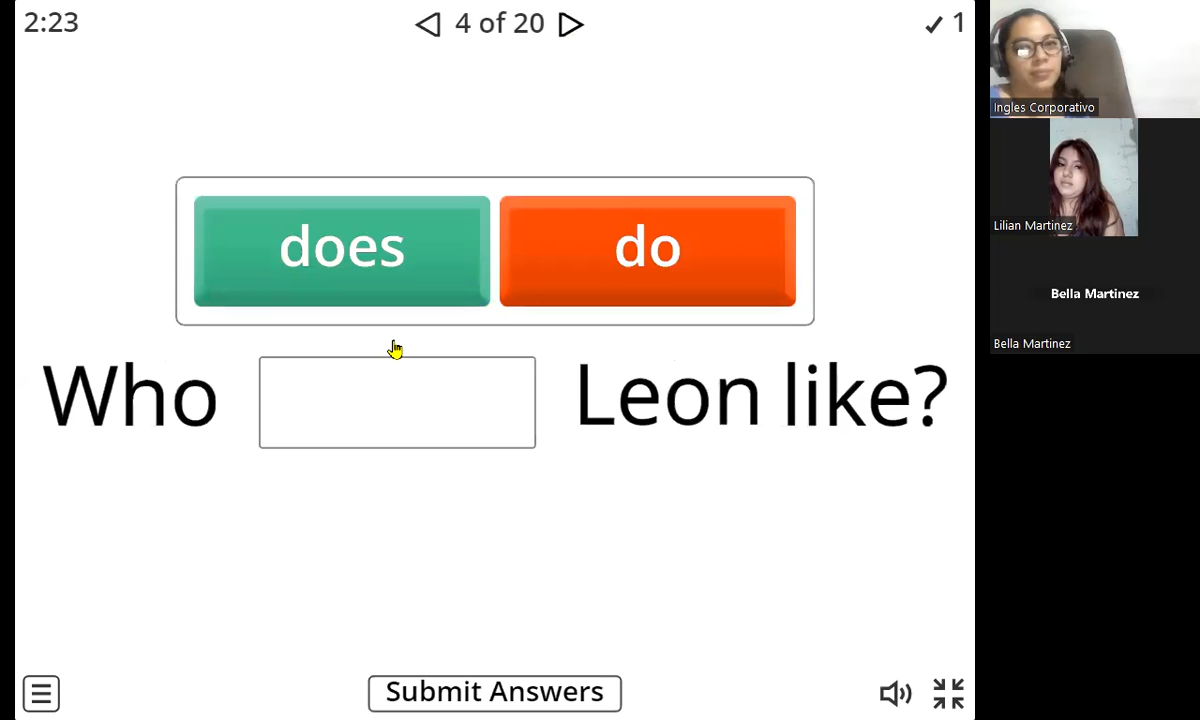 2:23
4 of 20
1
Ingles Corporativo
Lilian Martinez
Bella Martinez
Bella Martinez
does
do
Who
Leon like?
Submit Answers